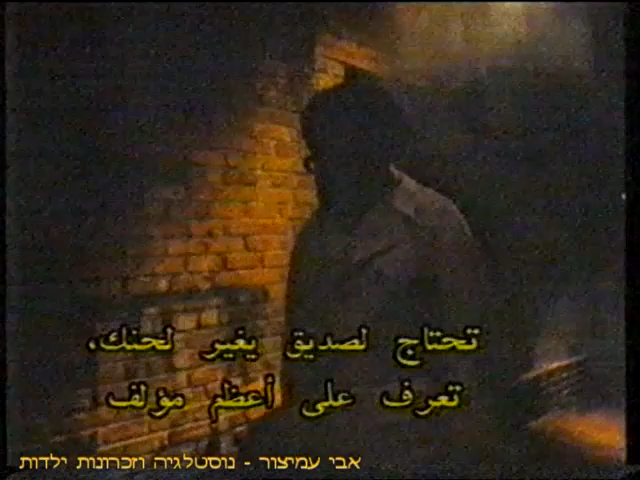 تحتاج لصديق يغير لحنك،
تعرف على أعظم مؤلف
אבי עמיצור - נוסטלגיה וזכרונות ילדות